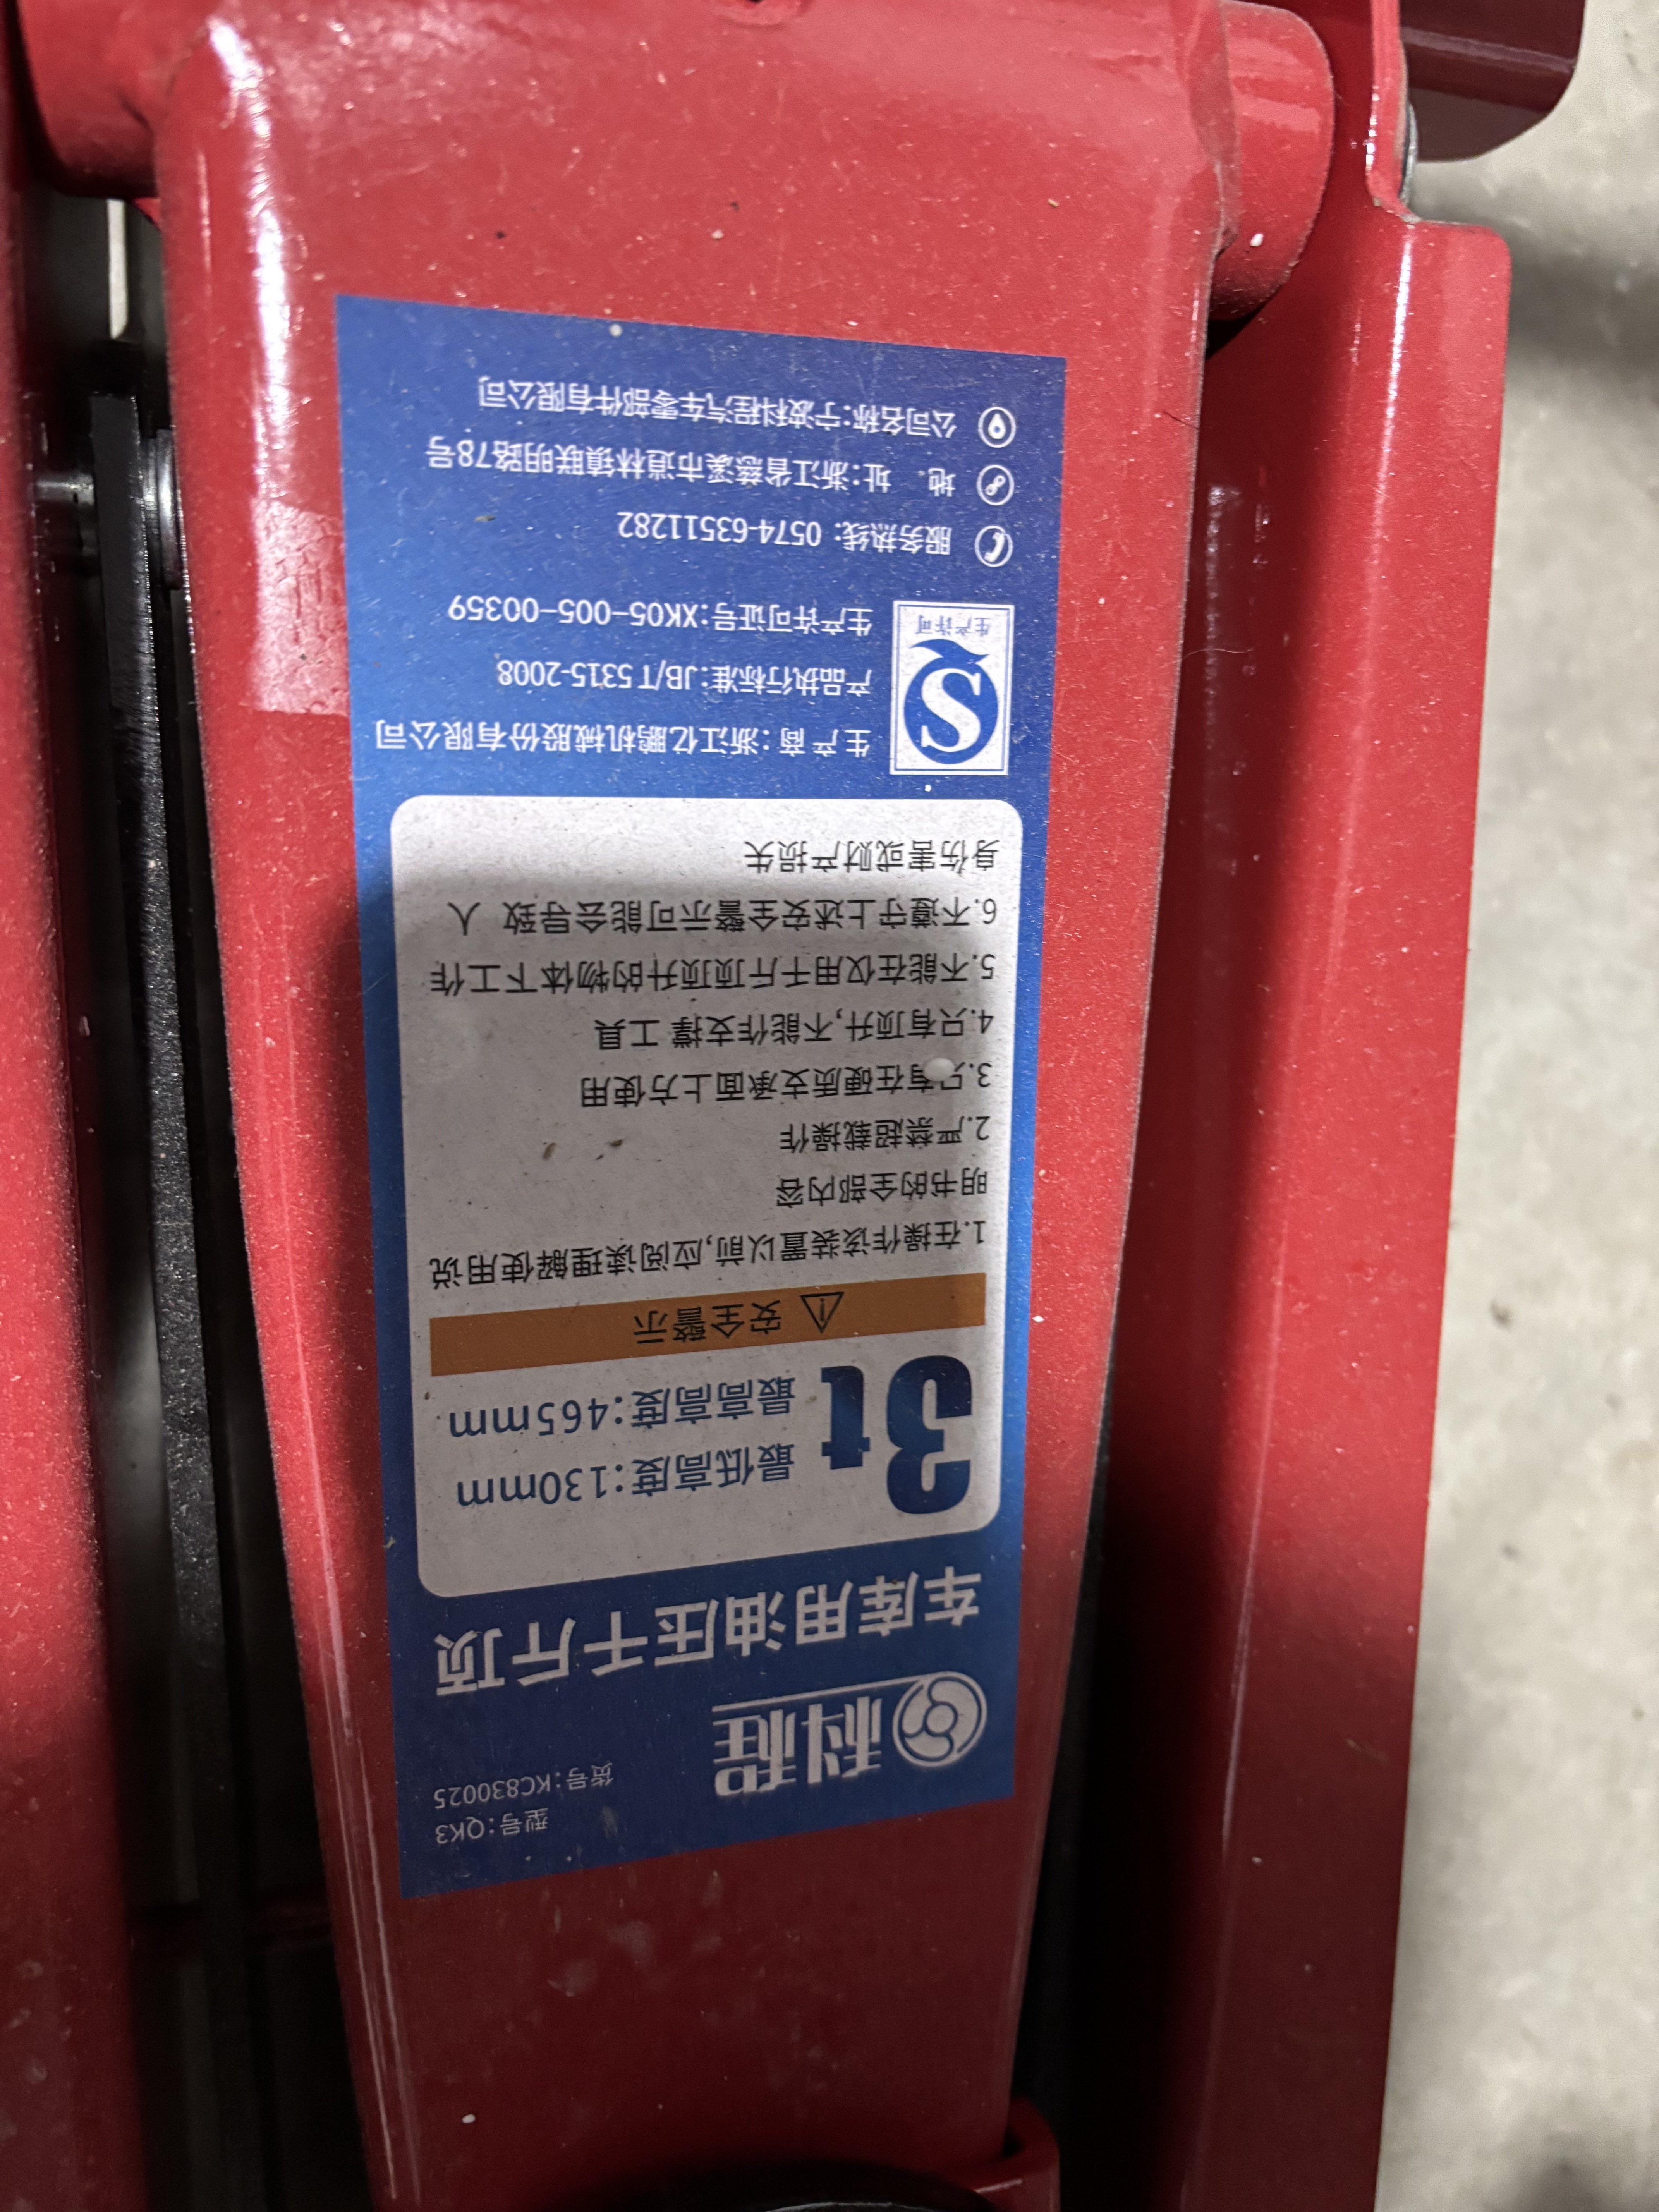 型号:QK3
货号:KC830025
科程
车库用油压千斤顶
3t
最低高度:130mm
最高高度:465mm
安全警示
1.在操作该装置以前,应阅读理解使用说
明书的全部内容
2.严禁超载操作
3.只有在硬质支承面上方使用
4.只有顶升,不能作支撑 工具
5.不能在仅用千斤顶顶升的物体下工作
6.不遵守上述安全警示可能会导致 人
身伤害或财产损失
S
生产许可
生产商:浙江亿鹏机械股份有限公司
产品执行标准:JB/T 5315-2008
生产许可证号:XK05-005-00359
服务热线: 0574-63511282
地 址:浙江省慈溪市逍林镇联明路78号
公司名称:宁波科程汽车零部件有限公司